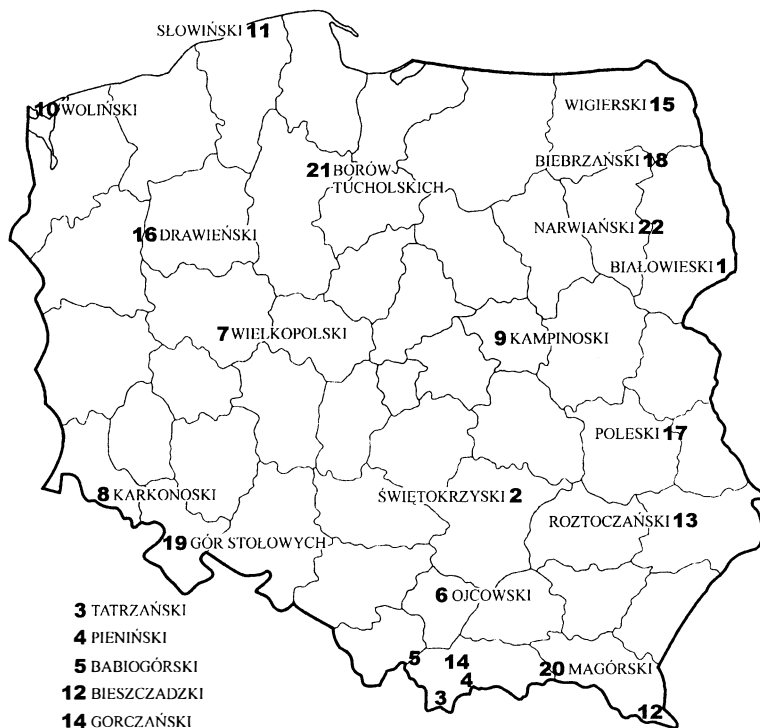 SŁOWIŃSKI 11
10 WOLIŃSKI
WIGIERSKI 15
BIEBRZAŃSKI 18
21 BORÓW
TUCHOLSKICH
16 DRAWIEŃSKI
NARWIAŃSKI 22
BIAŁOWIESKI 1
7 WIELKOPOLSKI
9 KAMPINOSKI
POLESKI 17
8 KARKONOSKI
ŚWIĘTOKRZYSKI 2
ROZTOCZAŃSKI 13
19 GÓR STOŁOWYCH
6 OJCOWSKI
5
14
4
3
20 MAGÓRSKI
12
3 TATRZAŃSKI
4 PIENIŃSKI
5 BABIOGÓRSKI
12 BIESZCZADZKI
14 GORCZAŃSKI